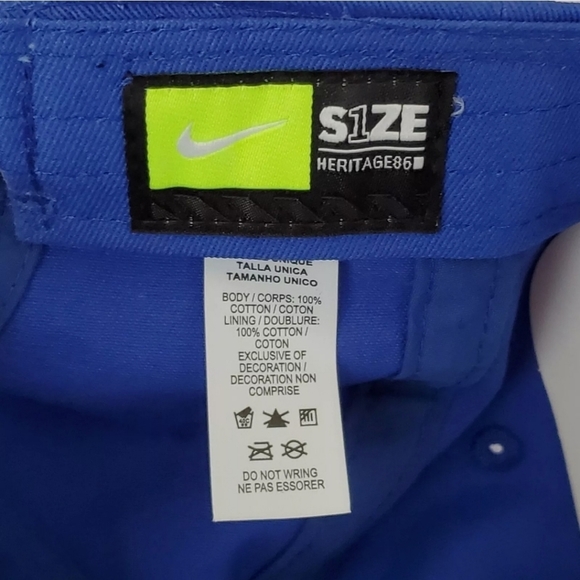 S1ZE
HERITAGE86
TALLA UNICA
TAMANHO UNICO
BODY / CORPS: 100%
COTTON / COTON
LINING / DOUBLURE:
100% COTTON /
COTON
EXCLUSIVE OF
DECORATION /
DECORATION NON
COMPRISE
DO NOT WRING
NE PAS ESSORER